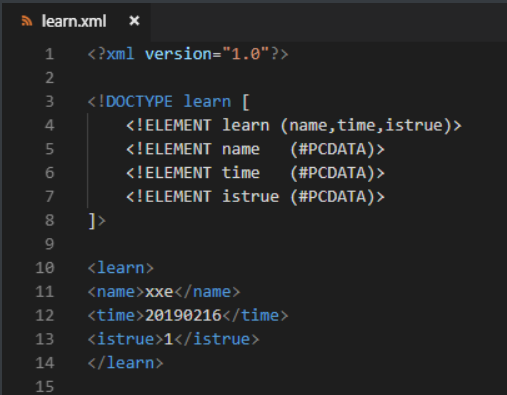 learn.xml ×
1 <?xml version="1.0"?>
2
3 <!DOCTYPE learn [
4     <!ELEMENT learn (name,time,istrue)>
5     <!ELEMENT name   (#PCDATA)>
6     <!ELEMENT time   (#PCDATA)>
7     <!ELEMENT istrue (#PCDATA)>
8 ]>
9
10 <learn>
11 <name>xxe</name>
12 <time>20190216</time>
13 <istrue>1</istrue>
14 </learn>
15